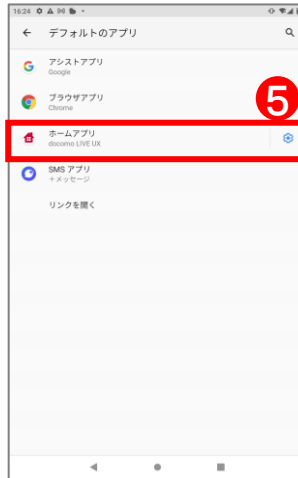 16:24
← デフォルトのアプリ
アシストアプリ
Google
ブラウザアプリ
Chrome
5
ホームアプリ
docomo LIVE UX
SMS アプリ
+メッセージ
リンクを開く